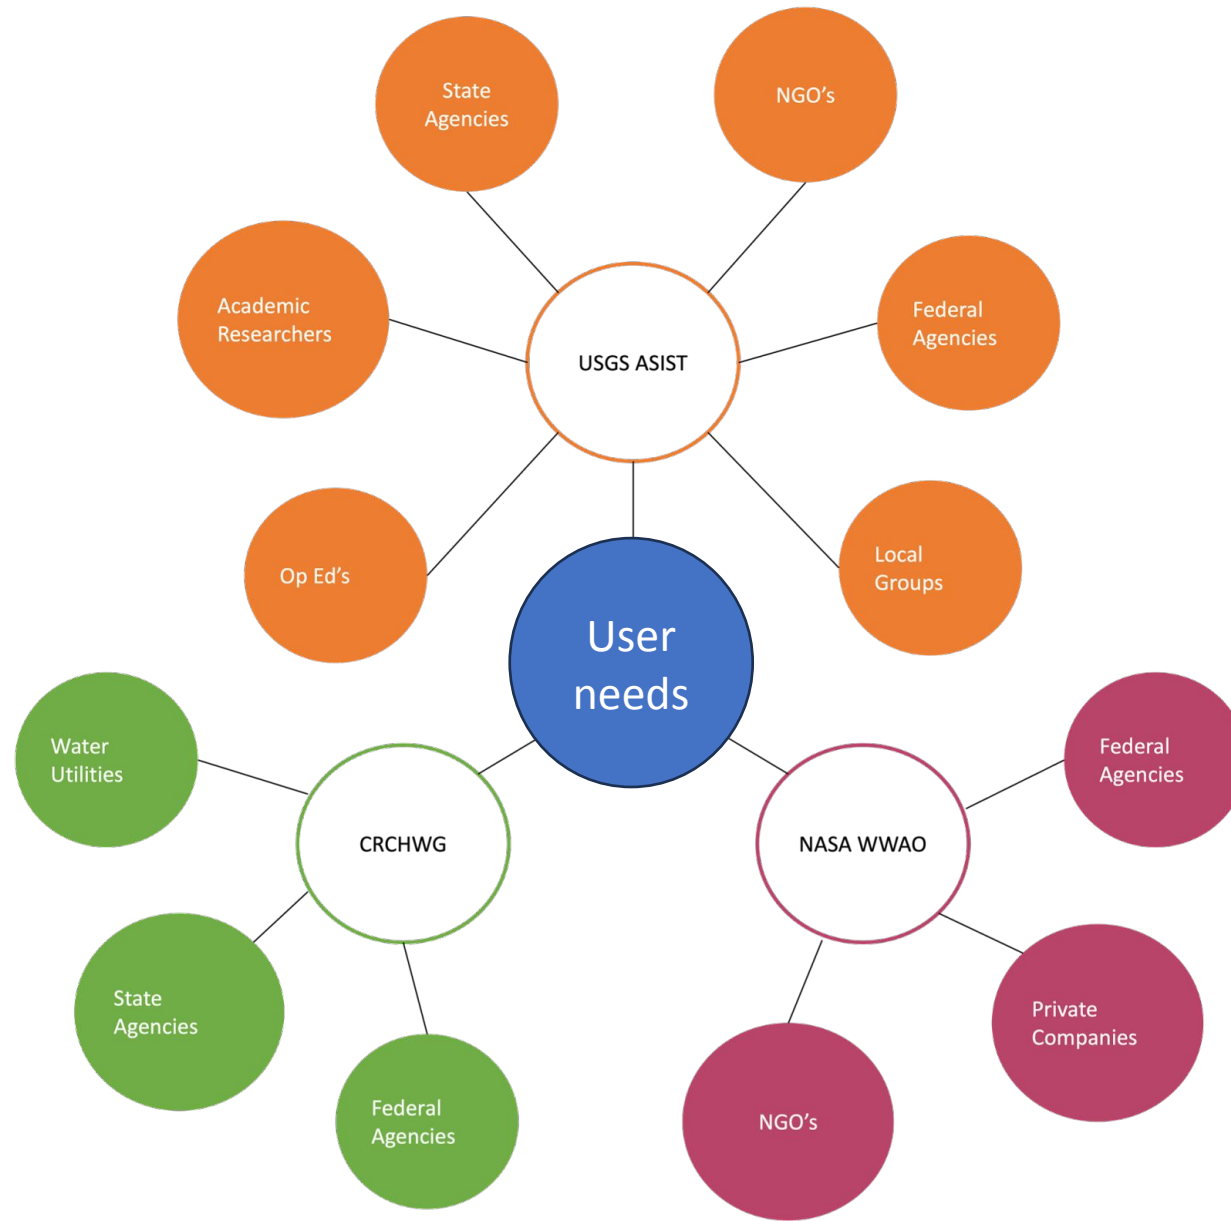 State
Agencies
NGO's
Academic
Researchers
Federal
Agencies
USGS ASIST
Op Ed's
Local
Groups
User
needs
Water
Utilities
Federal
Agencies
CRCHWG
NASA WWAO
State
Agencies
Private
Companies
Federal
Agencies
NGO's